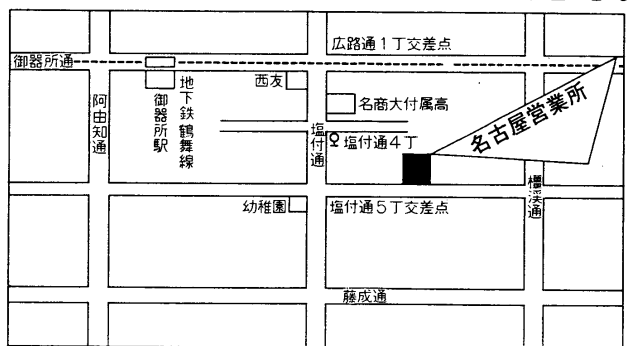 広路通1丁交差点
御器所通
西友
地下鉄鶴舞線
御器所駅
阿由知通
名商大付属高
名古屋営業所
塩付通4丁
塩付通
檀渓通
幼稚園
塩付通5丁交差点
藤成通